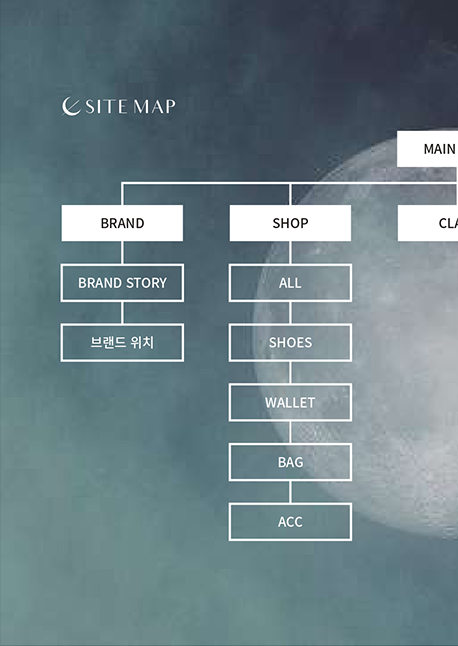 SITE MAP
MAIN
BRAND
SHOP
CLA
BRAND STORY
ALL
브랜드 위치
SHOES
WALLET
BAG
ACC